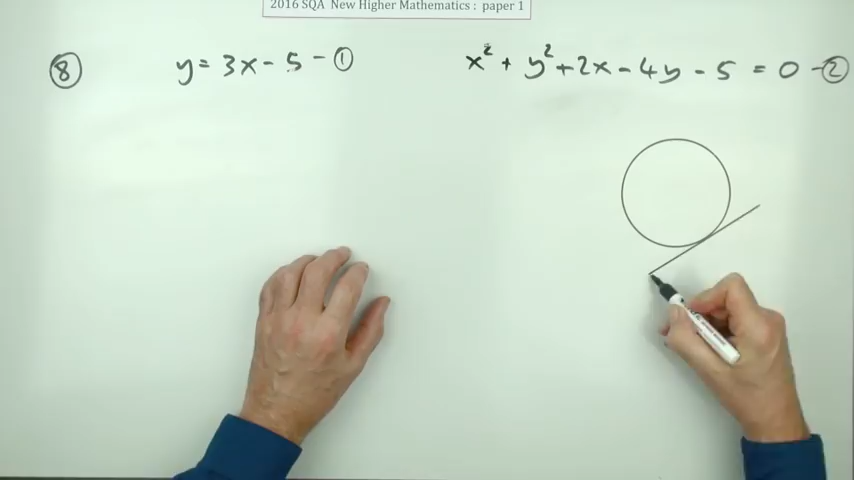 2016 SQA New Higher Mathematics : paper 1
⑧ y = 3x - 5 - ① x² + y² + 2x - 4y - 5 = 0 - ②